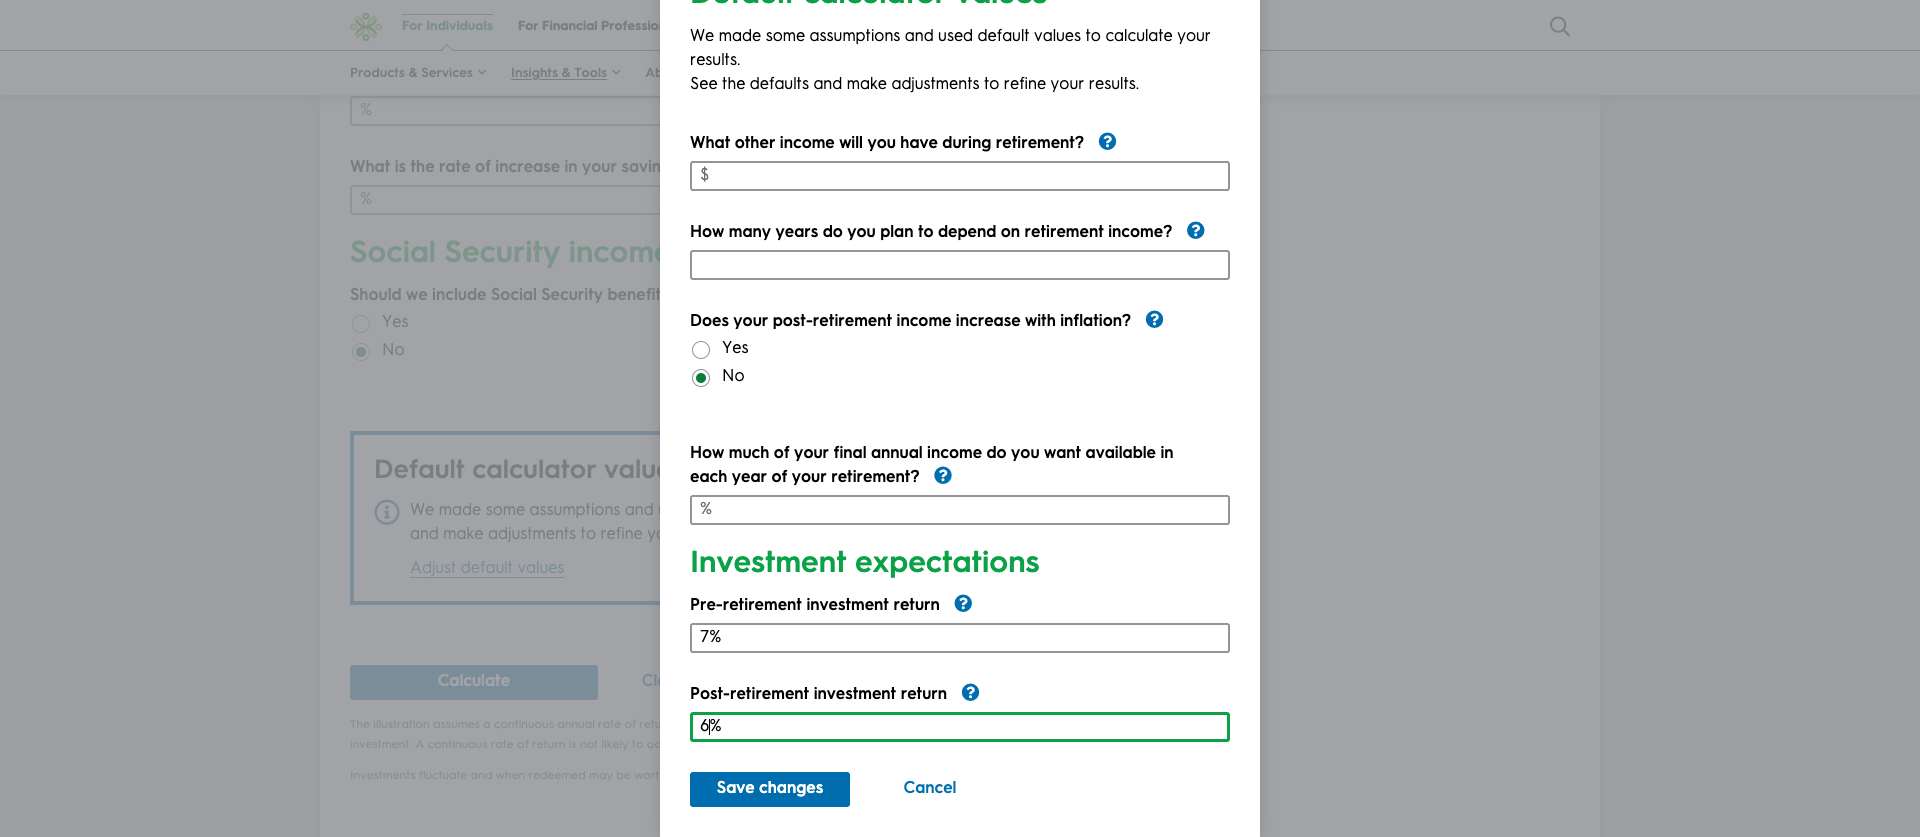 For Individuals
For Financial Professio
Products & Services
Insights & Tools
Ab
%
What is the rate of increase in your savin
%
Social Security income
Should we include Social Security benefit
Yes
No
Default calculator valu
We made some assumptions and u
and make adjustments to refine yo
Adjust default values
Calculate
Cle
The illustration assumes a continuous annual rate of retu
investment. A continuous rate of return is not likely to oc
Investments fluctuate and when redeemed may be wort
Default calculator values
We made some assumptions and used default values to calculate your
results.
See the defaults and make adjustments to refine your results.
What other income will you have during retirement?
$
How many years do you plan to depend on retirement income?
Does your post-retirement income increase with inflation?
Yes
No
How much of your final annual income do you want available in
each year of your retirement?
%
Investment expectations
Pre-retirement investment return
7%
Post-retirement investment return
6%
Save changes
Cancel